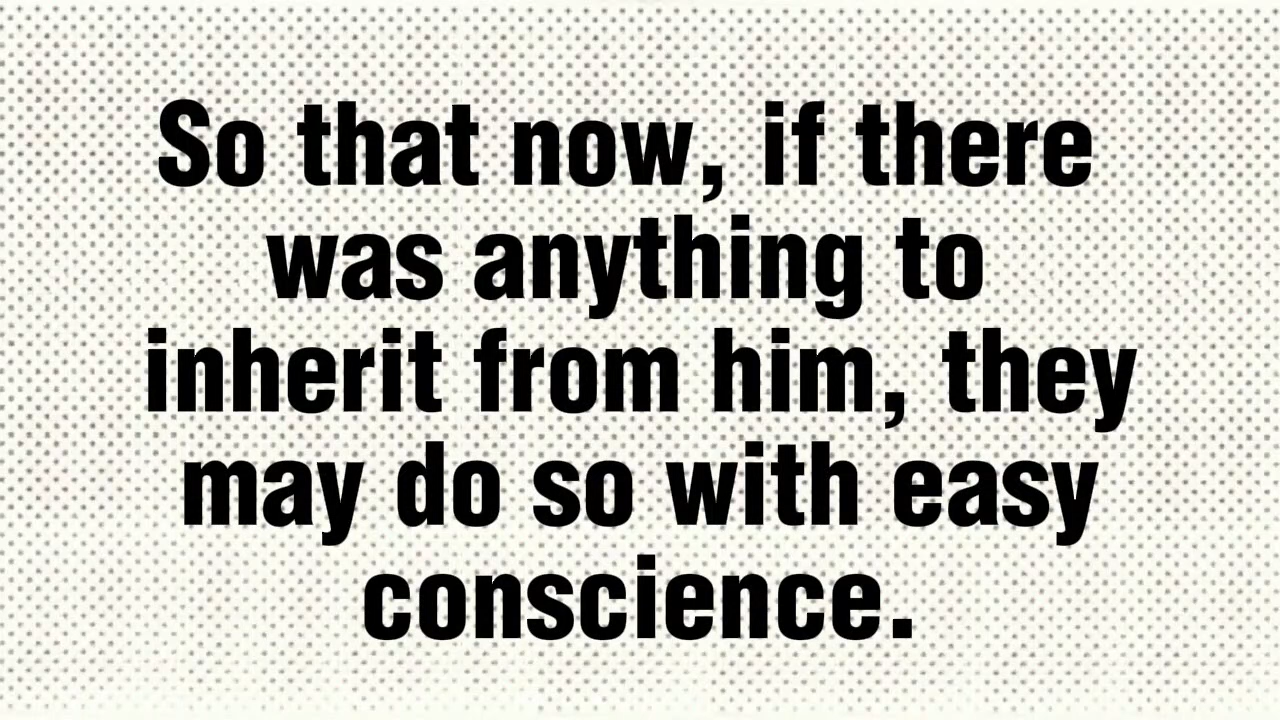 So that now, if there
was anything to
inherit from him, they
may do so with easy
conscience.